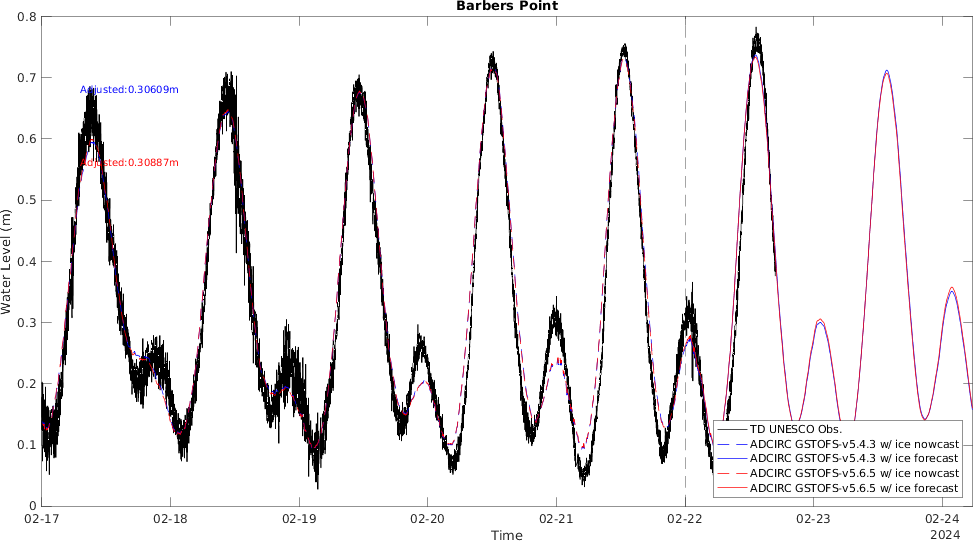 Barbers Point
0.8
0.7
0.6
0.5
0.4
0.3
0.2
0.1
0
Water Level (m)
Adjusted:0.30609m
Adjusted:0.30887m
TD UNESCO Obs.
ADCIRC GSTOFS-v5.4.3 w/ ice nowcast
ADCIRC GSTOFS-v5.4.3 w/ ice forecast
ADCIRC GSTOFS-v5.6.5 w/ ice nowcast
ADCIRC GSTOFS-v5.6.5 w/ ice forecast
02-17 02-18 02-19 02-20 02-21 02-22 02-23 02-24
Time
2024